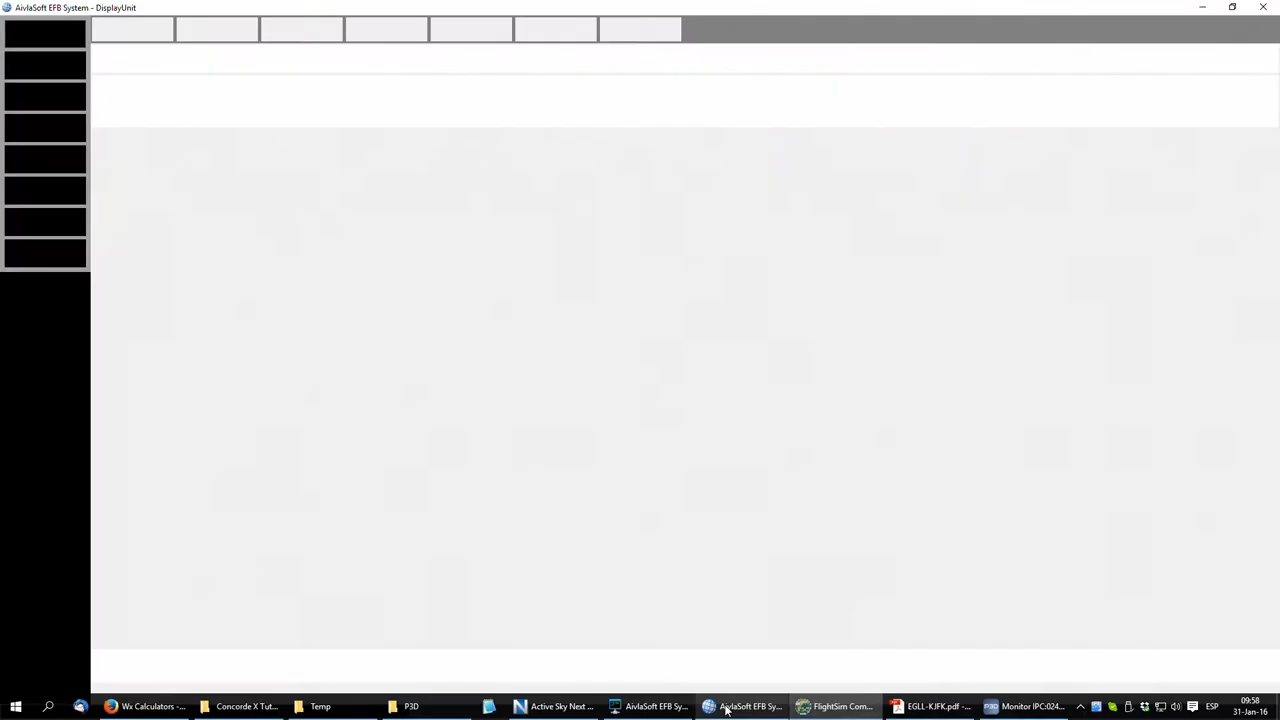 AivlaSoft EFB System - DisplayUnit
Wx Calculators -...
Concorde X Tut...
Temp
P3D
Active Sky Next ...
AivlaSoft EFB Sy...
AivlaSoft EFB Sy...
FlightSim Com...
EGLL-KJFK.pdf -...
Monitor IPC:024...
ESP
09:58
31-Jan-16